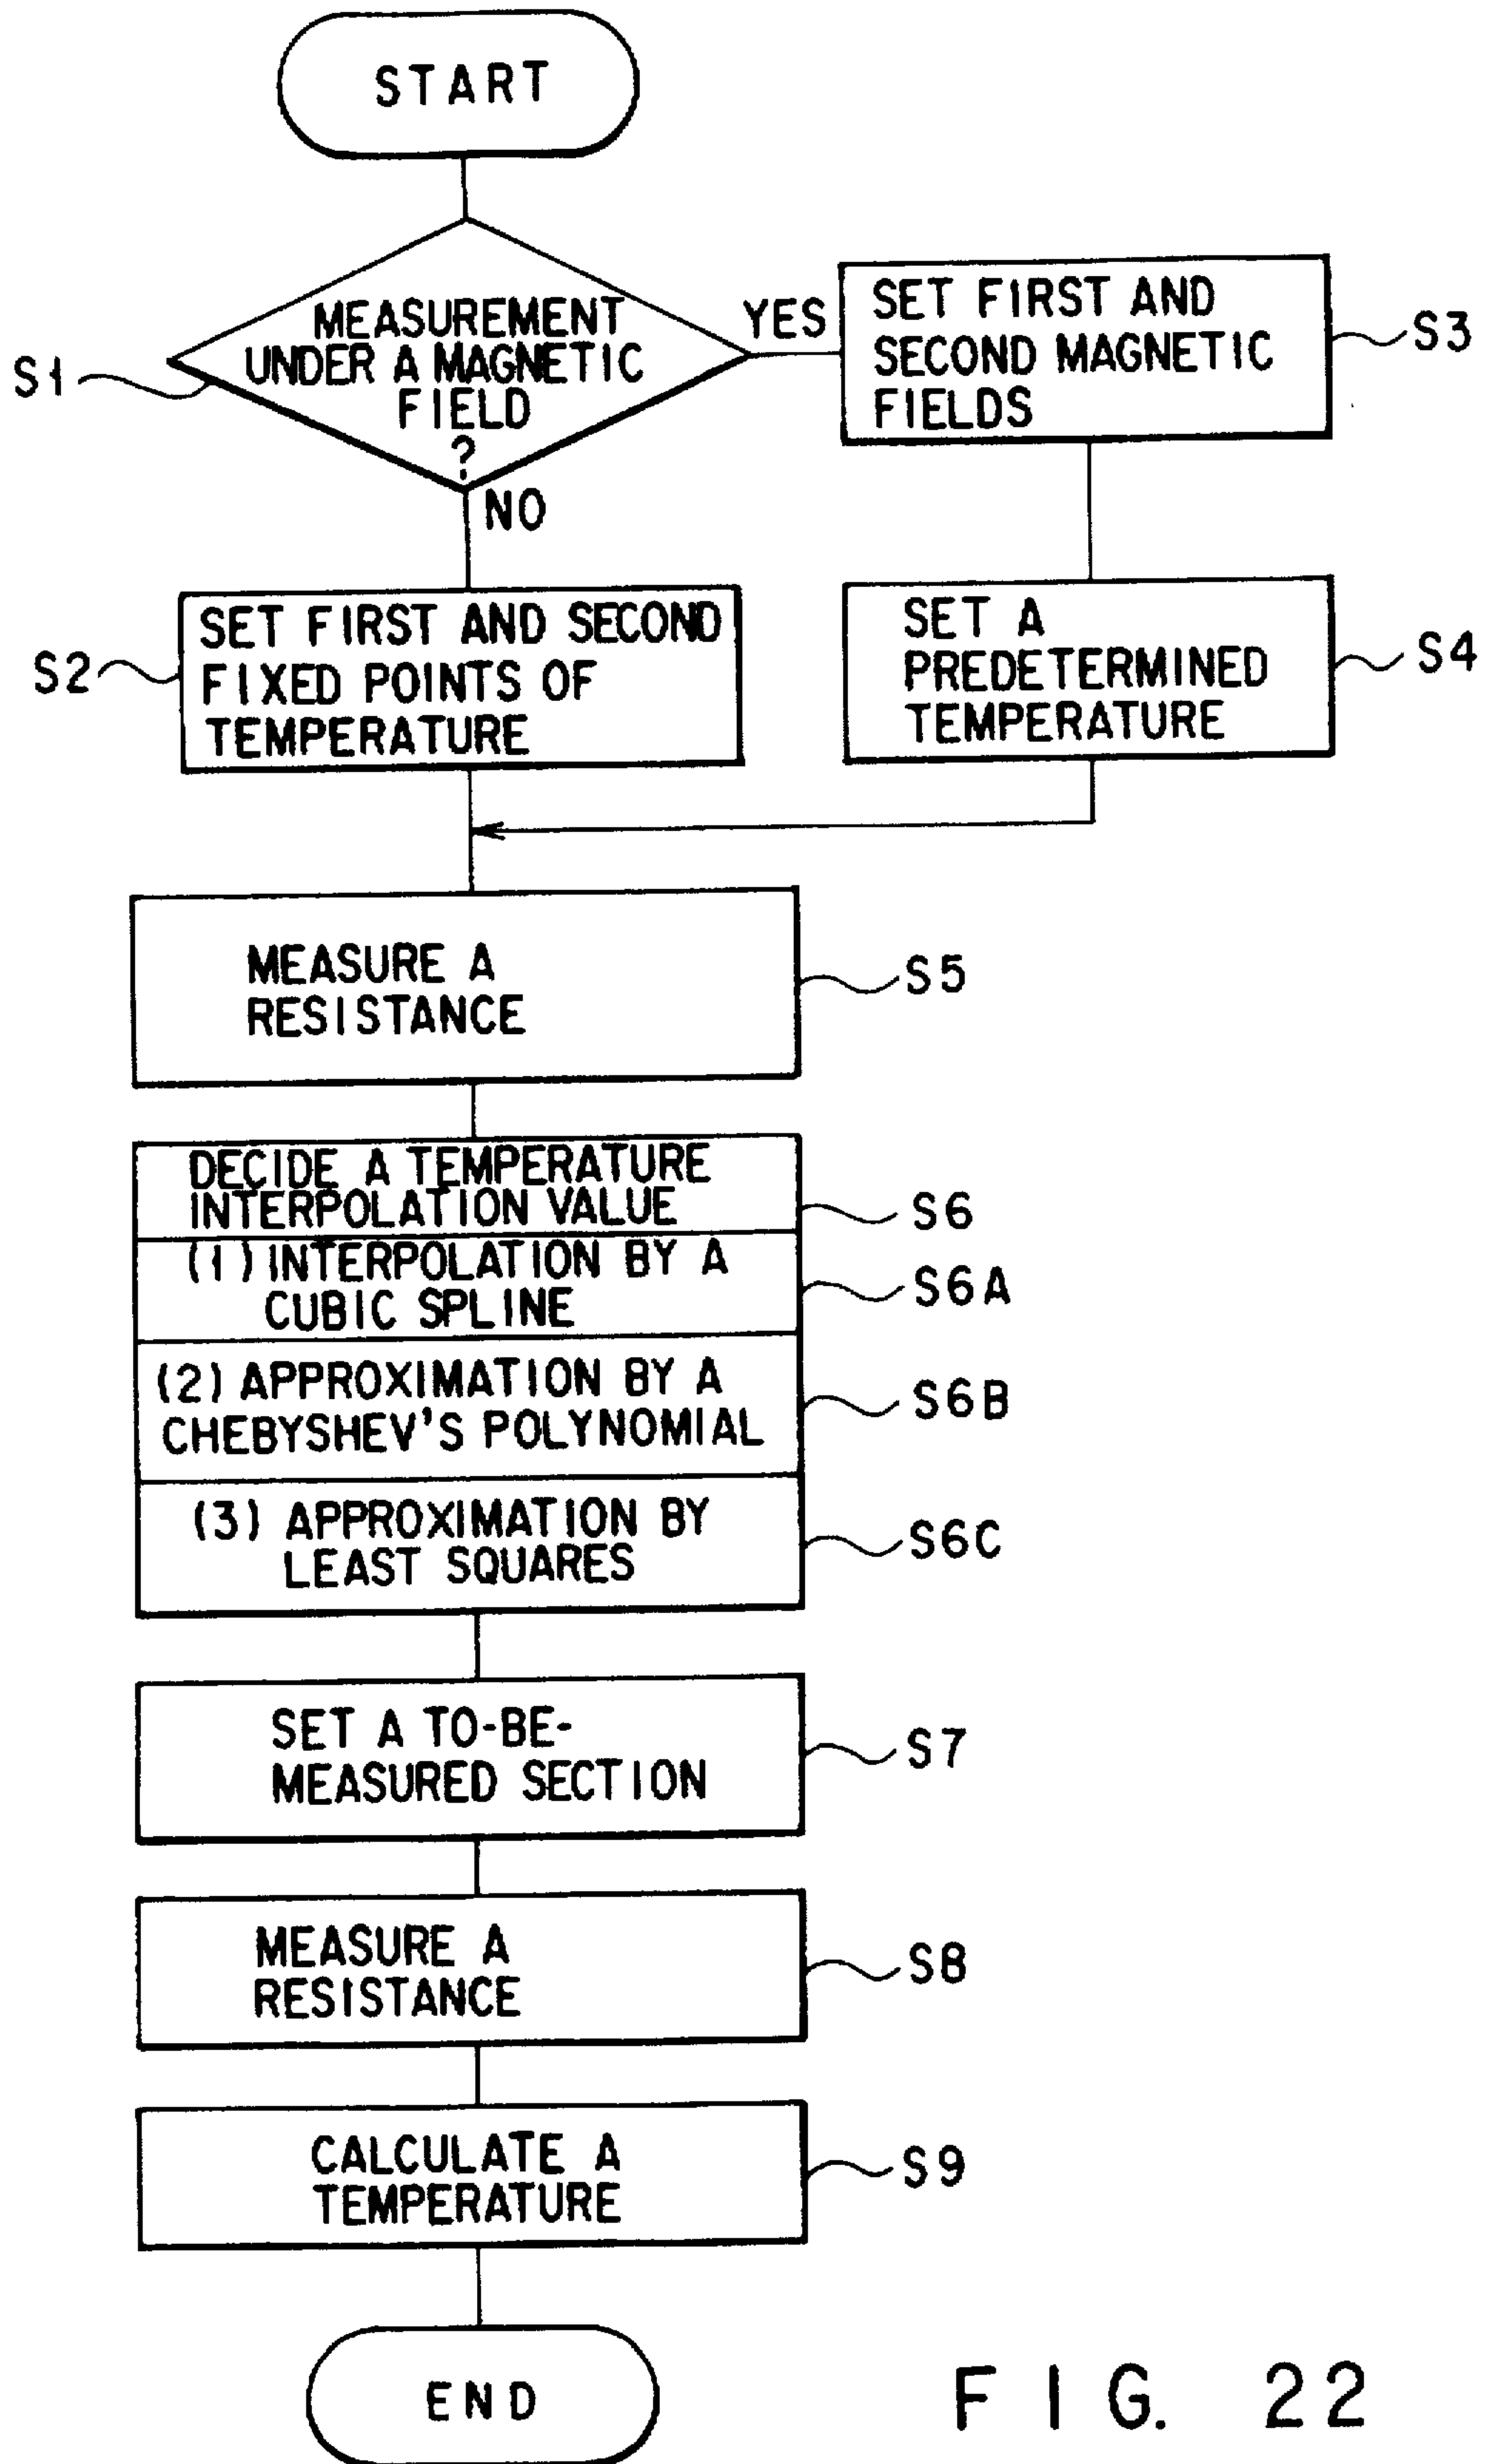 START
MEASUREMENT
UNDER A MAGNETIC
FIELD
?
S1
YES
NO
SET FIRST AND
SECOND MAGNETIC
FIELDS
S3
SET FIRST AND SECOND
FIXED POINTS OF
TEMPERATURE
S2
SET A
PREDETERMINED
TEMPERATURE
S4
MEASURE A
RESISTANCE
S5
DECIDE A TEMPERATURE
INTERPOLATION VALUE
S6
(1) INTERPOLATION BY A
CUBIC SPLINE
S6A
(2) APPROXIMATION BY A
CHEBYSHEV'S POLYNOMIAL
S6B
(3) APPROXIMATION BY
LEAST SQUARES
S6C
SET A TO-BE-
MEASURED SECTION
S7
MEASURE A
RESISTANCE
S8
CALCULATE A
TEMPERATURE
S9
END
FIG. 22